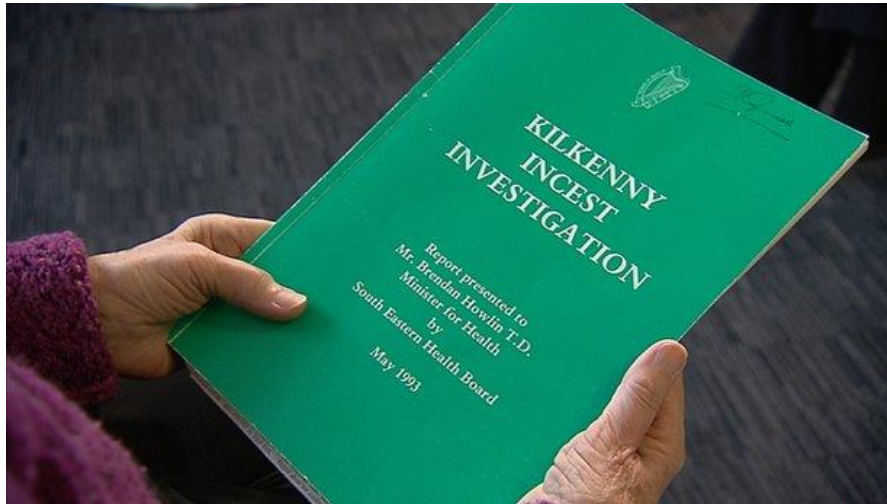 KILKENNY
INCEST
INVESTIGATION
Report presented to
Mr. Brendan Howlin T.D.
Minister for Health
by
South Eastern Health Board
May 1993